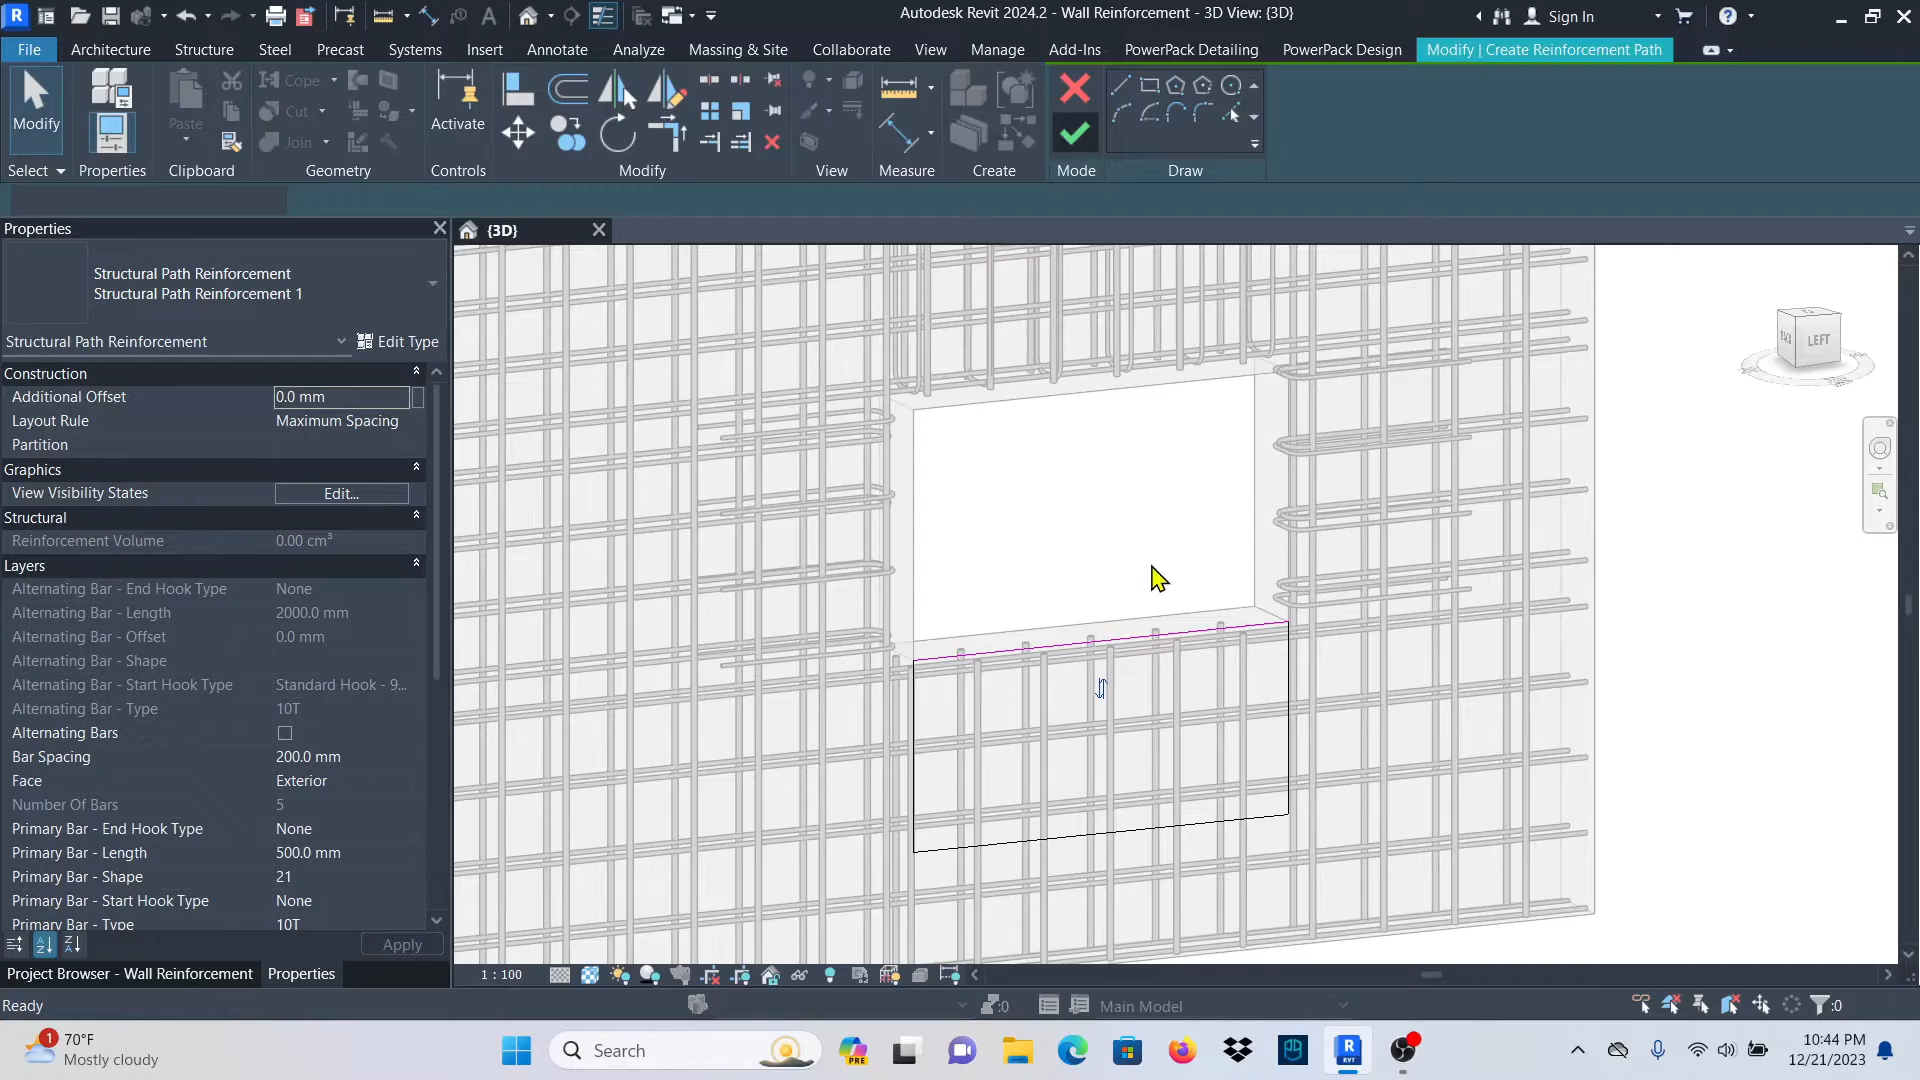 Autodesk Revit 2024.2 - Wall Reinforcement - 3D View: {3D}
Sign In
File Architecture Structure Steel Precast Systems Insert Annotate Analyze Massing & Site Collaborate View Manage Add-Ins PowerPack Detailing PowerPack Design Modify | Create Reinforcement Path
Modify
Paste
Cope
Cut
Join
Activate
Select Properties Clipboard Geometry Controls Modify View Measure Create Mode Draw
Properties
{3D}
Structural Path Reinforcement
Structural Path Reinforcement 1
Structural Path Reinforcement
Edit Type
Construction
Additional Offset 0.0 mm
Layout Rule Maximum Spacing
Partition
Graphics
View Visibility States Edit...
Structural
Reinforcement Volume 0.00 cm³
Layers
Alternating Bar - End Hook Type None
Alternating Bar - Length 2000.0 mm
Alternating Bar - Offset 0.0 mm
Alternating Bar - Shape
Alternating Bar - Start Hook Type Standard Hook - 9...
Alternating Bar - Type 10T
Alternating Bars
Bar Spacing 200.0 mm
Face Exterior
Number Of Bars 5
Primary Bar - End Hook Type None
Primary Bar - Length 500.0 mm
Primary Bar - Shape 21
Primary Bar - Start Hook Type None
Primary Bar - Type 10T
Apply
LEFT
Project Browser - Wall Reinforcement Properties
1 : 100
Ready
:0
Main Model
:0
1
70°F
Mostly cloudy
Search
PRE
10:44 PM
12/21/2023